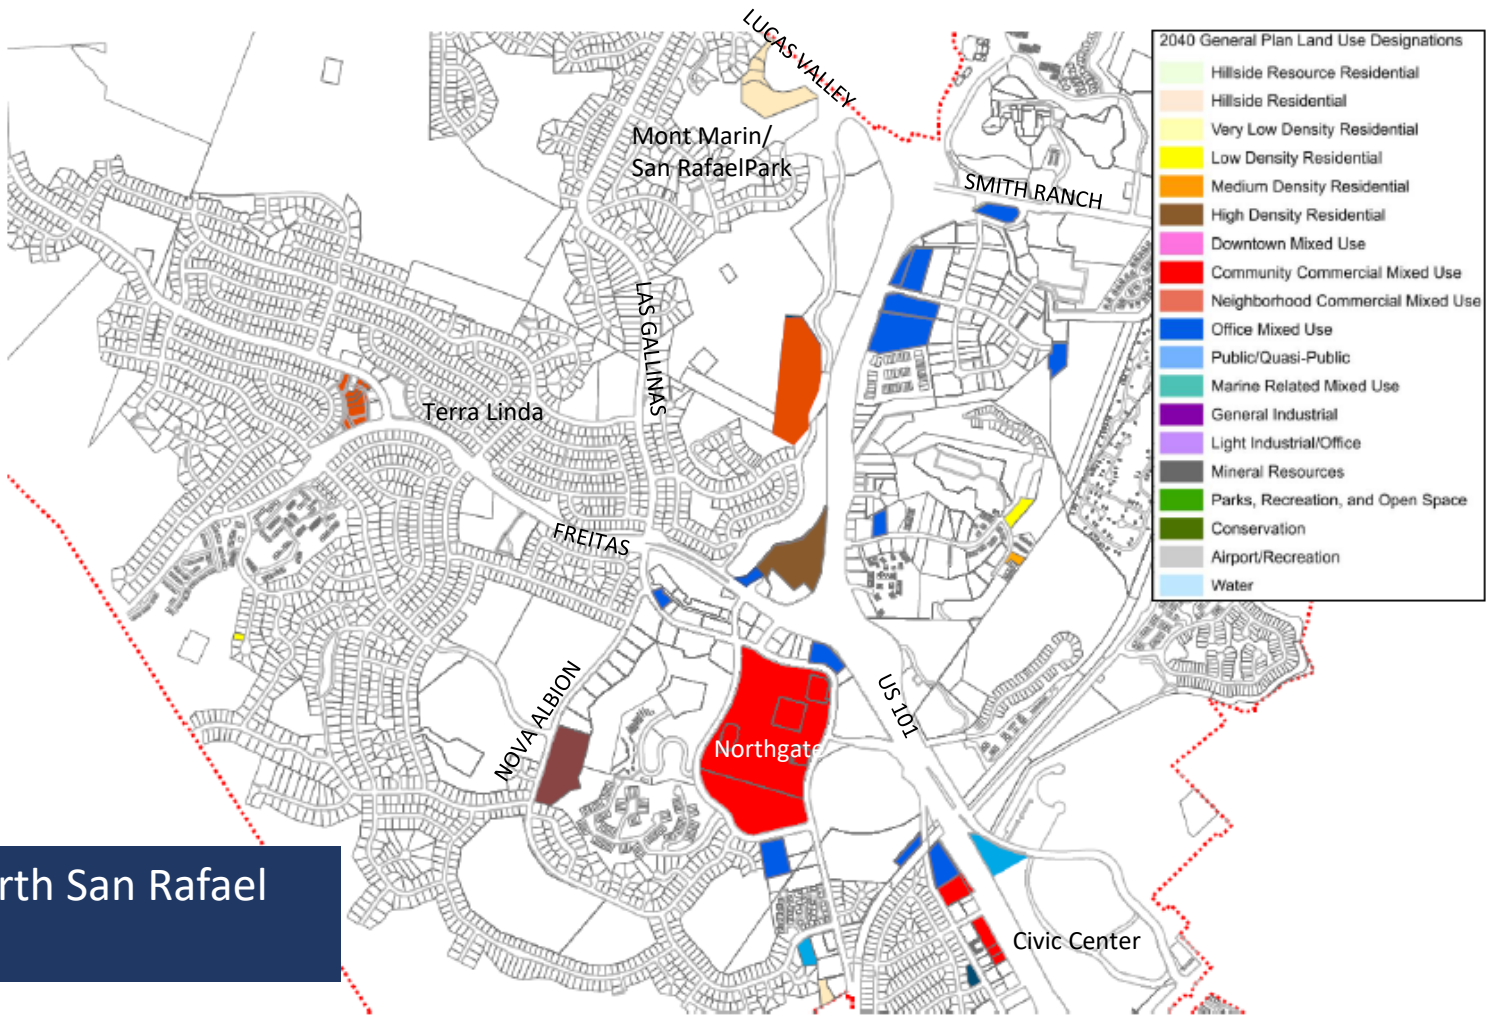 LUCAS VALLEY
2040 General Plan Land Use Designations
Hillside Resource Residential
Hillside Residential
Very Low Density Residential
Low Density Residential
Medium Density Residential
High Density Residential
Downtown Mixed Use
Community Commercial Mixed Use
Neighborhood Commercial Mixed Use
Office Mixed Use
Public/Quasi-Public
Marine Related Mixed Use
General Industrial
Light Industrial/Office
Mineral Resources
Parks, Recreation, and Open Space
Conservation
Airport/Recreation
Water
Mont Marin/
San RafaelPark
SMITH RANCH
LAS GALLINAS
Terra Linda
FREITAS
NOVA ALBION
US 101
Northgate
rth San Rafael
Civic Center